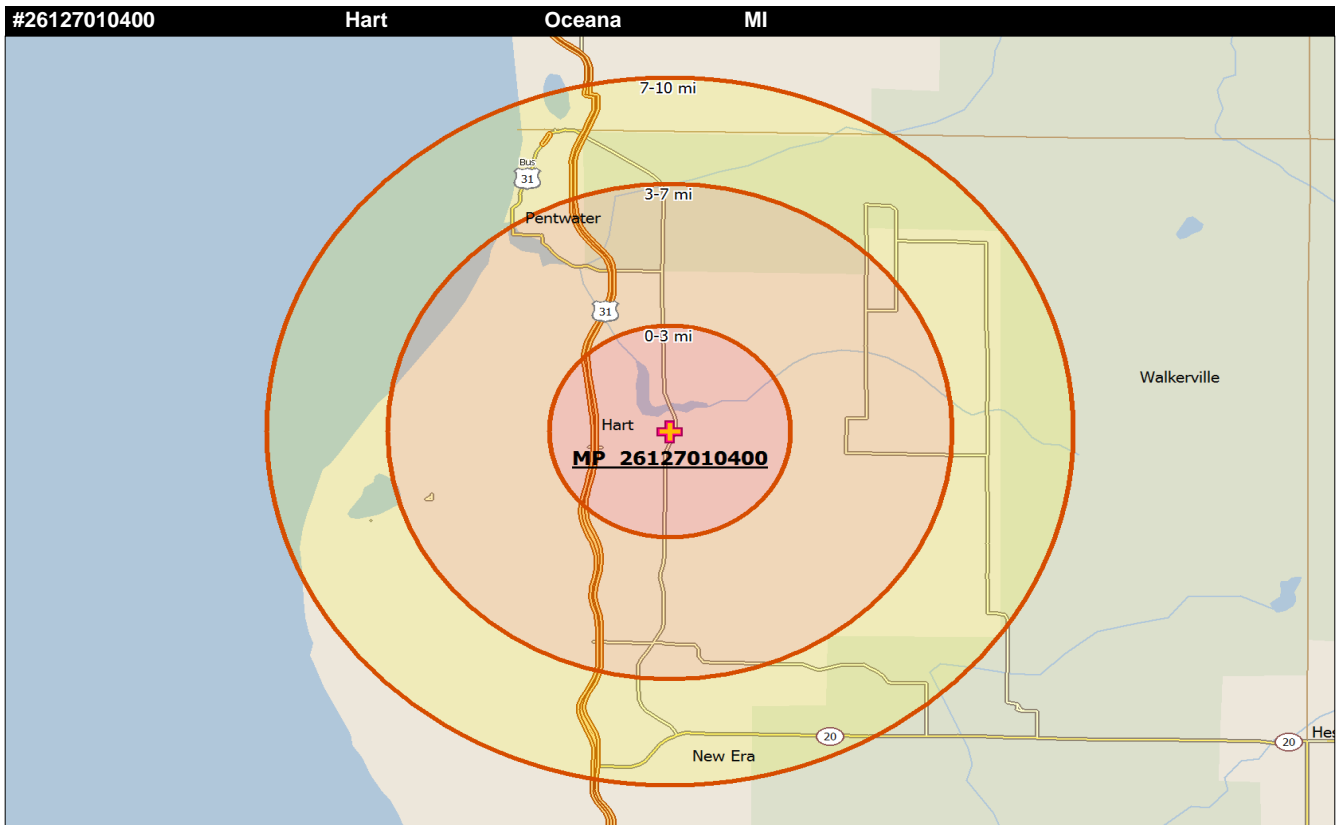 #26127010400 Hart Oceana MI
7-10 mi
Bus
31
3-7 mi
Pentwater
31
0-3 mi
Walkerville
Hart
MP 26127010400
20
20
Hes
New Era